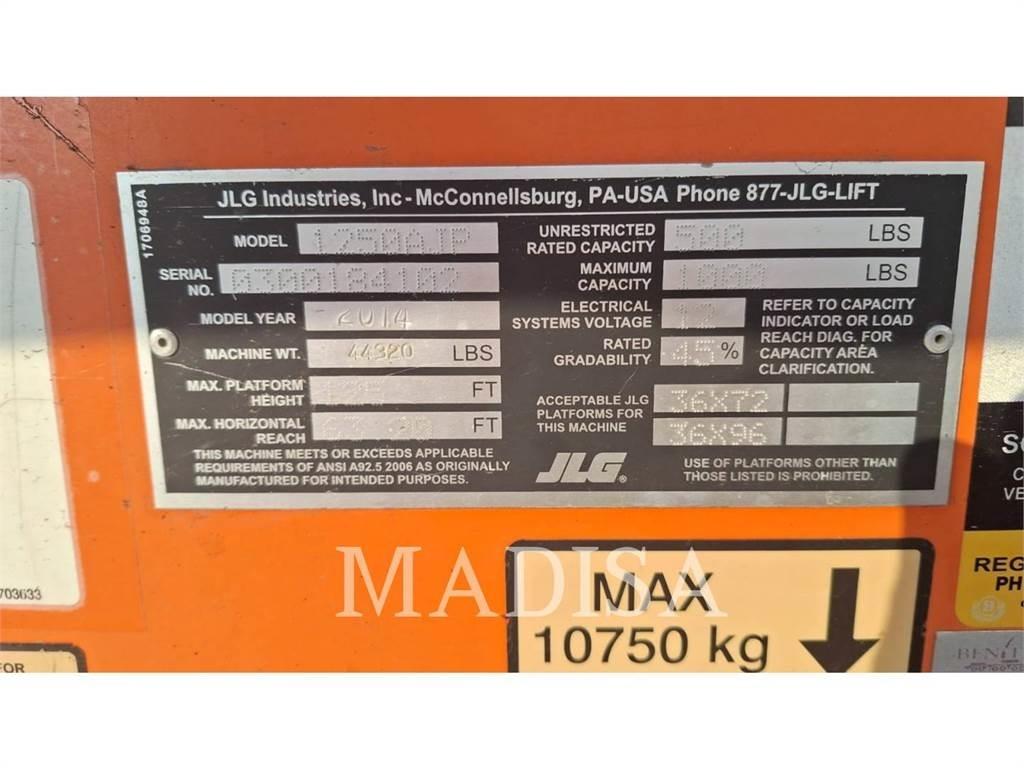 1706948A
JLG Industries, Inc - McConnellsburg, PA-USA Phone 877-JLG-LIFT
MODEL 1250AJP
SERIAL NO. 0300184102
MODEL YEAR 2014
MACHINE WT. 44320 LBS
MAX. PLATFORM HEIGHT FT
MAX. HORIZONTAL REACH FT
THIS MACHINE MEETS OR EXCEEDS APPLICABLE
REQUIREMENTS OF ANSI A92.5 2006 AS ORIGINALLY
MANUFACTURED FOR INTENDED PURPOSES.
UNRESTRICTED
RATED CAPACITY 500 LBS
MAXIMUM
CAPACITY 1000 LBS
ELECTRICAL
SYSTEMS VOLTAGE 12
RATED
GRADABILITY 45 %
REFER TO CAPACITY
INDICATOR OR LOAD
REACH DIAG. FOR
CAPACITY AREA
CLARIFICATION.
ACCEPTABLE JLG
PLATFORMS FOR
THIS MACHINE
36X72
36X96
JLG®
USE OF PLATFORMS OTHER THAN
THOSE LISTED IS PROHIBITED.
MADISA
MAX
10750 kg
703633
FOR
REG
PH